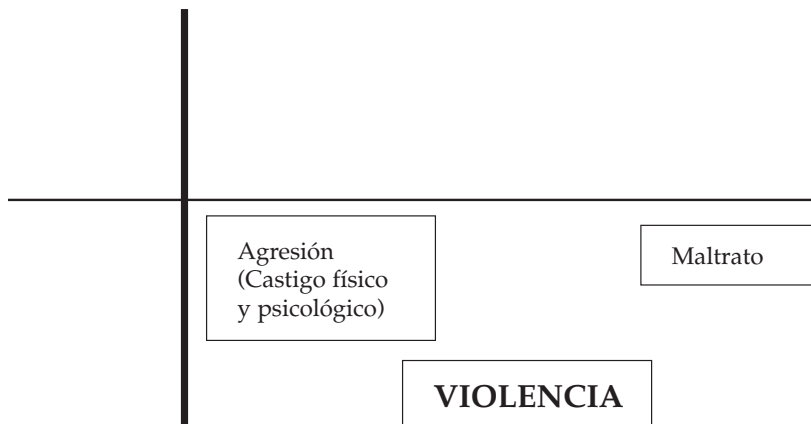 Agresión
(Castigo físico
y psicológico)
Maltrato
VIOLENCIA